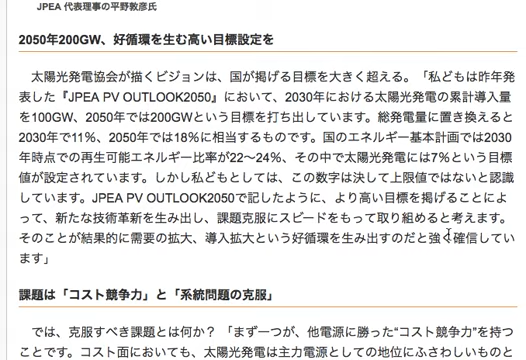 JPEA 代表理事の平野敦彦氏
2050年200GW、好循環を生む高い目標設定を
太陽光発電協会が描くビジョンは、国が掲げる目標を大きく超える。「私どもは昨年発
表した『JPEA PV OUTLOOK2050』において、2030年における太陽光発電の累計導入量
を100GW、2050年では200GWという目標を打ち出しています。総発電量に置き換えると
2030年で11%、2050年では18%に相当するものです。国のエネルギー基本計画では2030
年時点での再生可能エネルギー比率が22〜24%、その中で太陽光発電には7%という目標
値が設定されています。しかし私どもとしては、この数字は決して上限値ではないと認識
しています。JPEA PV OUTLOOK2050で記したように、より高い目標を掲げることによ
って、新たな技術革新を生み出し、課題克服にスピードをもって取り組めると考えます。
そのことが結果的に需要の拡大、導入拡大という好循環を生み出すのだと強く確信してい
ます」
課題は「コスト競争力」と「系統問題の克服」
では、克服すべき課題とは何か？「まず一つが、他電源に勝った“コスト競争力”を持つ
ことです。コスト面においても、太陽光発電は主力電源としての地位にふさわしいものと